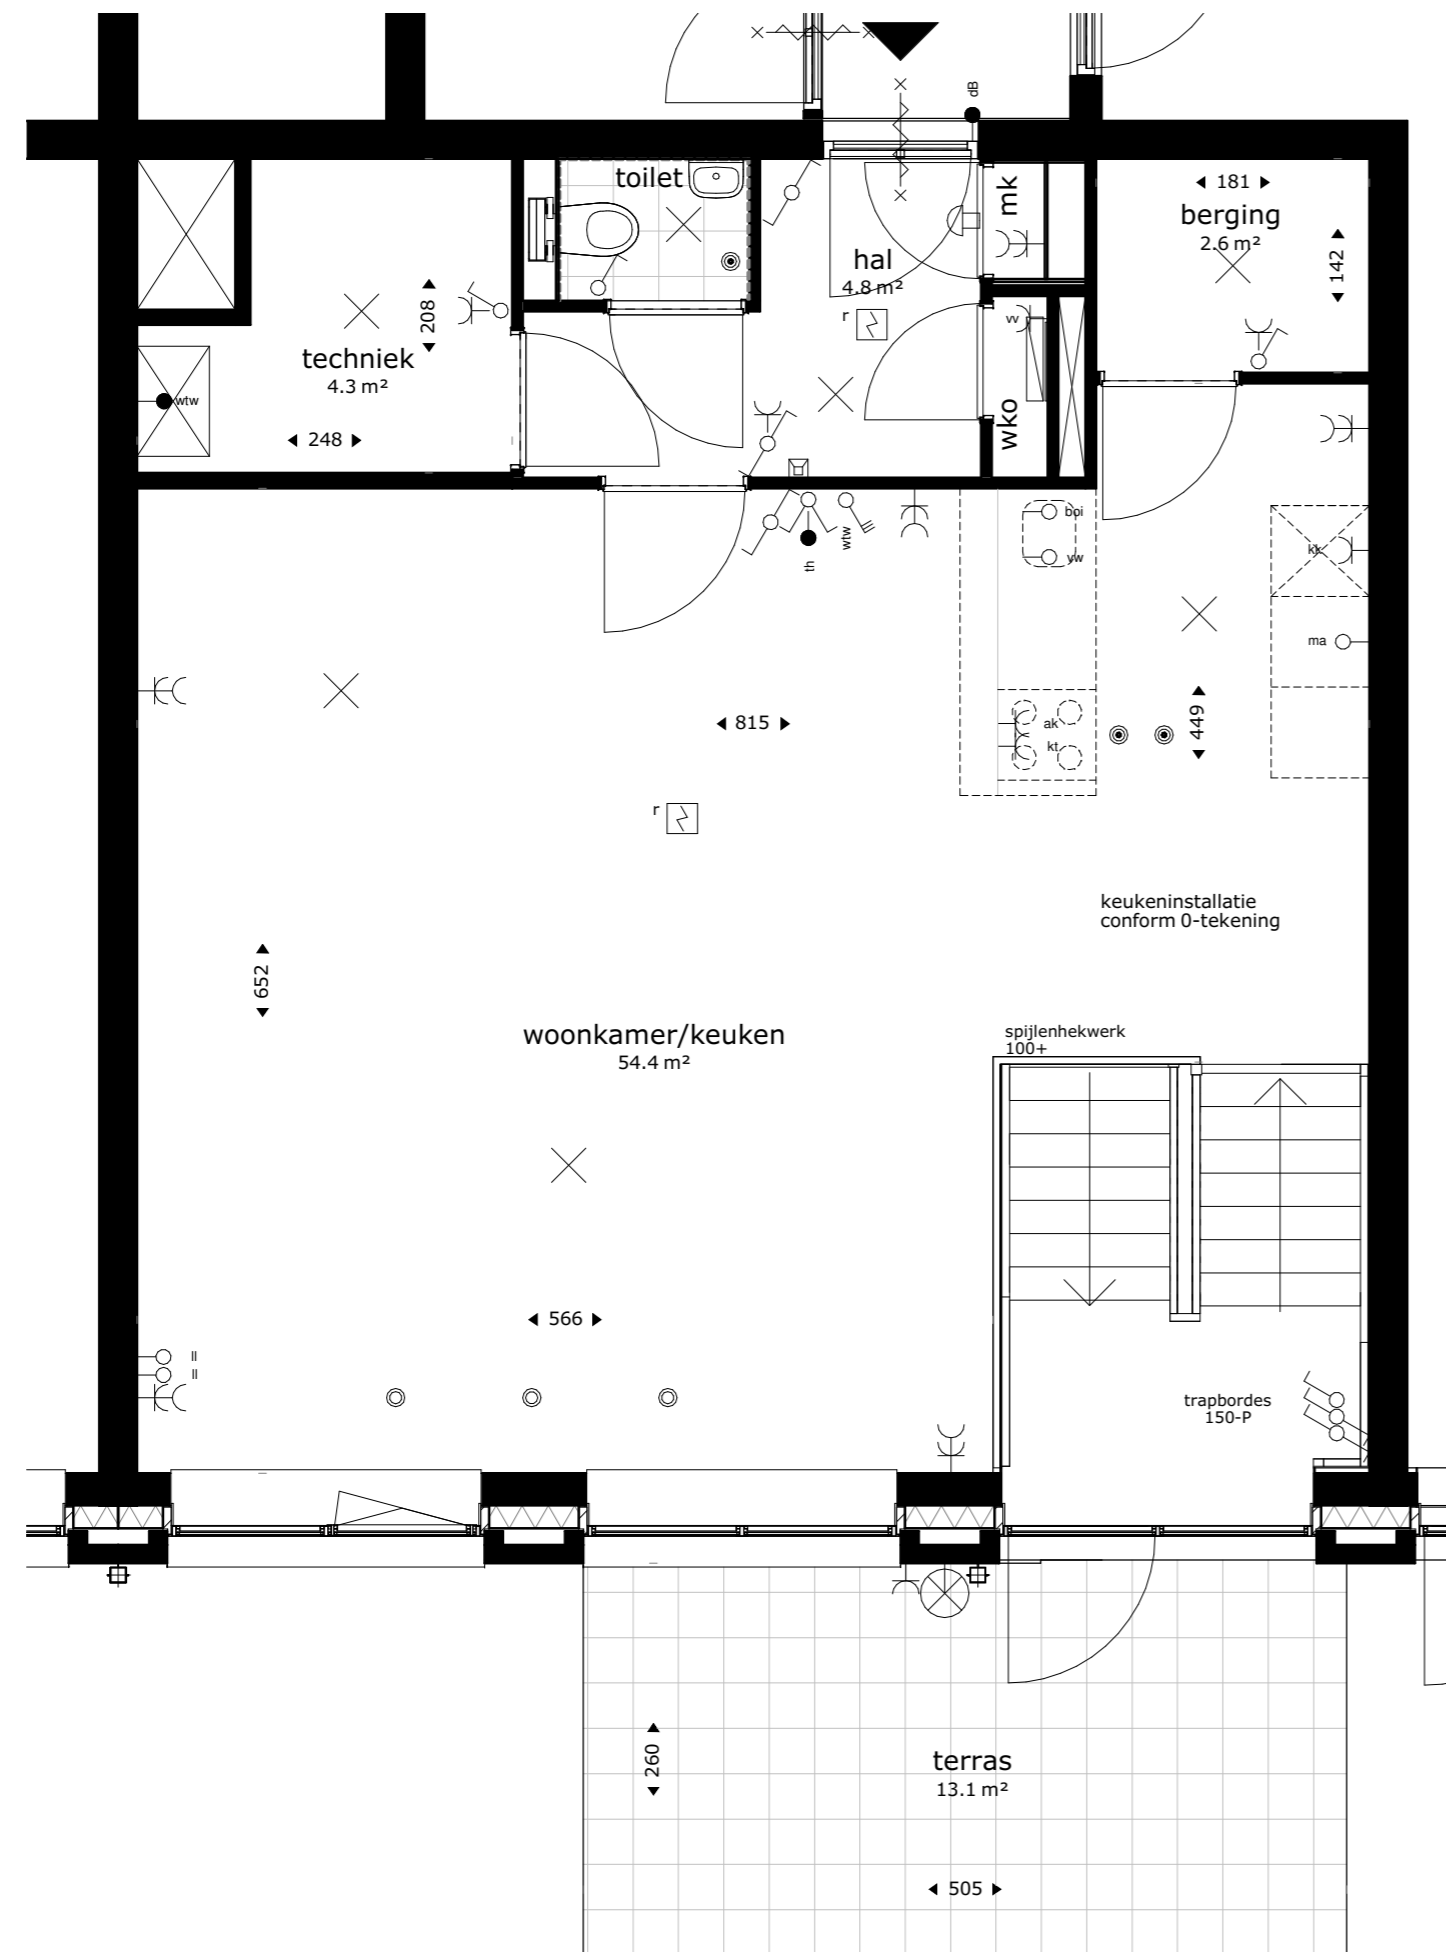 dB
toilet
mk
181
berging
2.6 m²
142
hal
4.8 m²
r
208
vv
techniek
4.3 m²
wtw
wko
248
boi
vw
wtw
th
kk
ma
815
449
ak
kt
r
keukeninstallatie
conform 0-tekening
652
woonkamer/keuken
54.4 m²
spijlenhekwerk
100+
566
trapbordes
150-P
260
terras
13.1 m²
505